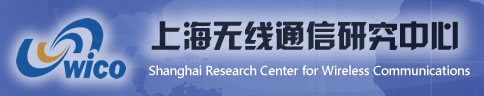 上海无线通信研究中心
wico
Shanghai Research Center for Wireless Communications